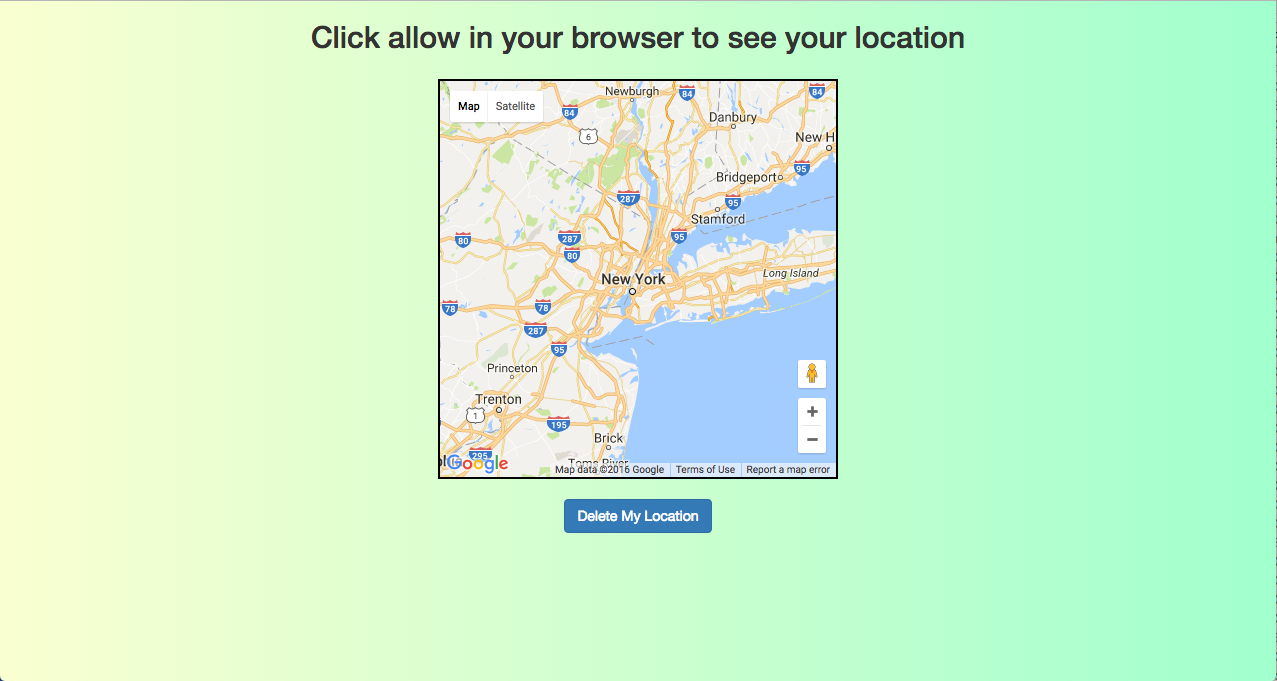 Click allow in your browser to see your location
Map Satellite
Newburgh
84
84
84
6
Danbury
New H
95
Bridgeport
287
95
Stamford
95
287
80
80
Long Island
New York
78
78
287
95
Princeton
Trenton
1
195
Brick
295
Google
Toms River
Map data ©2016 Google Terms of Use Report a map error
Delete My Location